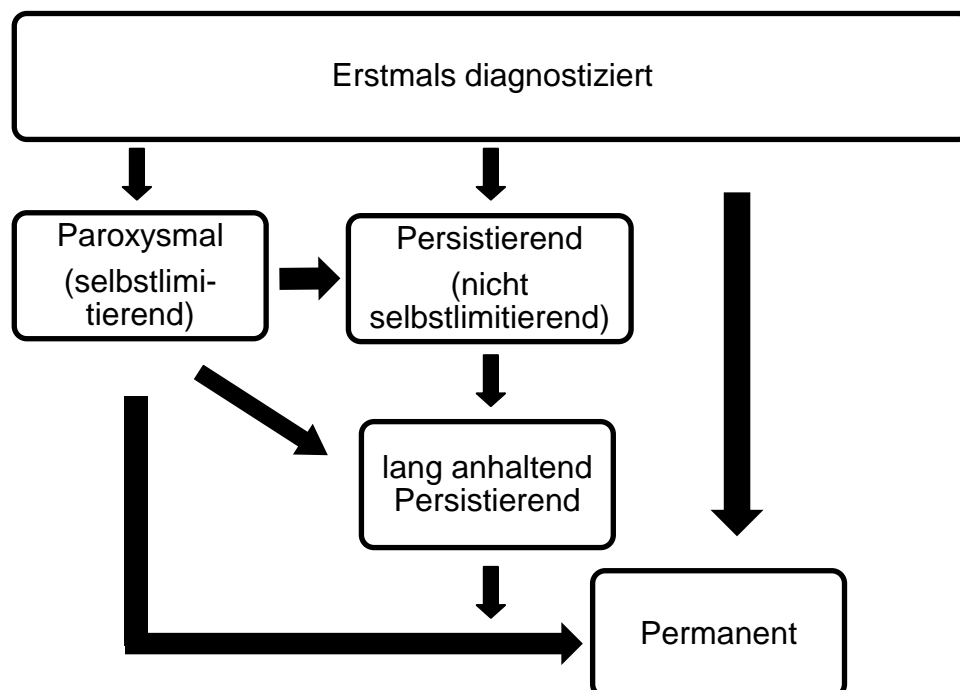 Erstmals diagnostiziert
Paroxysmal
(selbstlimi-
tierend)
Persistierend
(nicht
selbstlimitierend)
lang anhaltend
Persistierend
Permanent